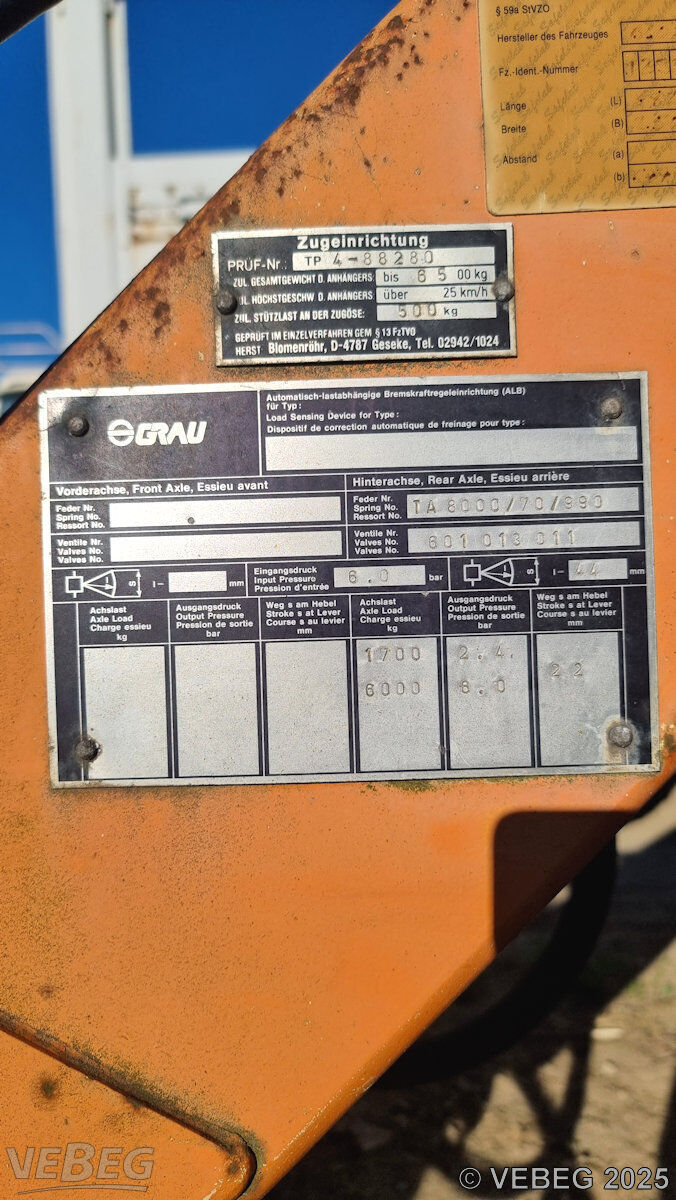 § 59a StVZO
Hersteller des Fahrzeuges
Fz.-Ident.-Nummer
Länge (L)
Breite (B)
Abstand (a)
(b)
Safelab
Zugeinrichtung
PRÜF-Nr.: TP 4-88280
ZUL. GESAMTGEWICHT D. ANHÄNGERS bis 65 00 kg
ZUL. HÖCHSTGESCHW D. ANHÄNGERS über 25 km/h
ZUL. STÜTZLAST AN DER ZUGÖSE: 500 kg
GEPRÜFT IM EINZELVERFAHREN GEM § 13 FzTVO
HERST Blomenröhr, D-4787 Geseke, Tel. 02942/1024
GRAU
Automatisch-lastabhängige Bremskraftregeleinrichtung (ALB)
für Typ:
Load Sensing Device for Type:
Dispositif de correction automatique de freinage pour type:
Vorderachse, Front Axle, Essieu avant
Hinterachse, Rear Axle, Essieu arrière
Feder Nr.
Spring No.
Ressort No.
Feder Nr.
Spring No.
Ressort No.
TA 8000/70/990
Ventile Nr.
Valves No.
Valves No.
Ventile Nr.
Valves No.
Valves No.
601 013 011
S
l - mm
Eingangsdruck
Input Pressure
Pression d'entrée
6.0 bar
S
l - 44 mm
Achslast
Axle Load
Charge essieu
kg
Ausgangsdruck
Output Pressure
Pression de sortie
bar
Weg s am Hebel
Stroke s at Lever
Course s au levier
mm
Achslast
Axle Load
Charge essieu
kg
Ausgangsdruck
Output Pressure
Pression de sortie
bar
Weg s am Hebel
Stroke s at Lever
Course s au levier
mm
1700 2.4
22
6000 6.0
VEBEG
© VEBEG 2025